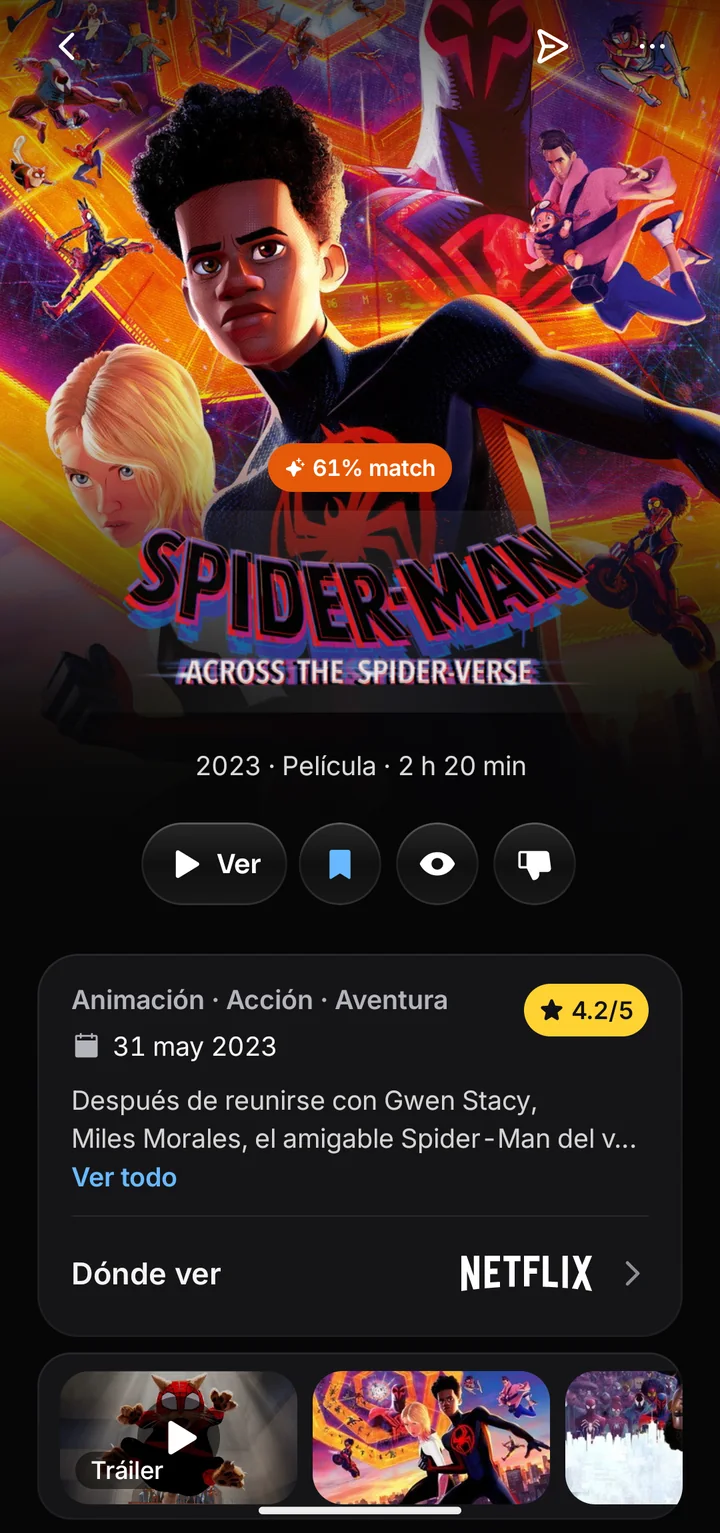 61% match
SPIDER-MAN
ACROSS THE SPIDER-VERSE
2023 · Película · 2 h 20 min
Ver
Animación · Acción · Aventura
4.2/5
31 may 2023
Después de reunirse con Gwen Stacy,
Miles Morales, el amigable Spider-Man del v...
Ver todo
Dónde ver
NETFLIX
Tráiler